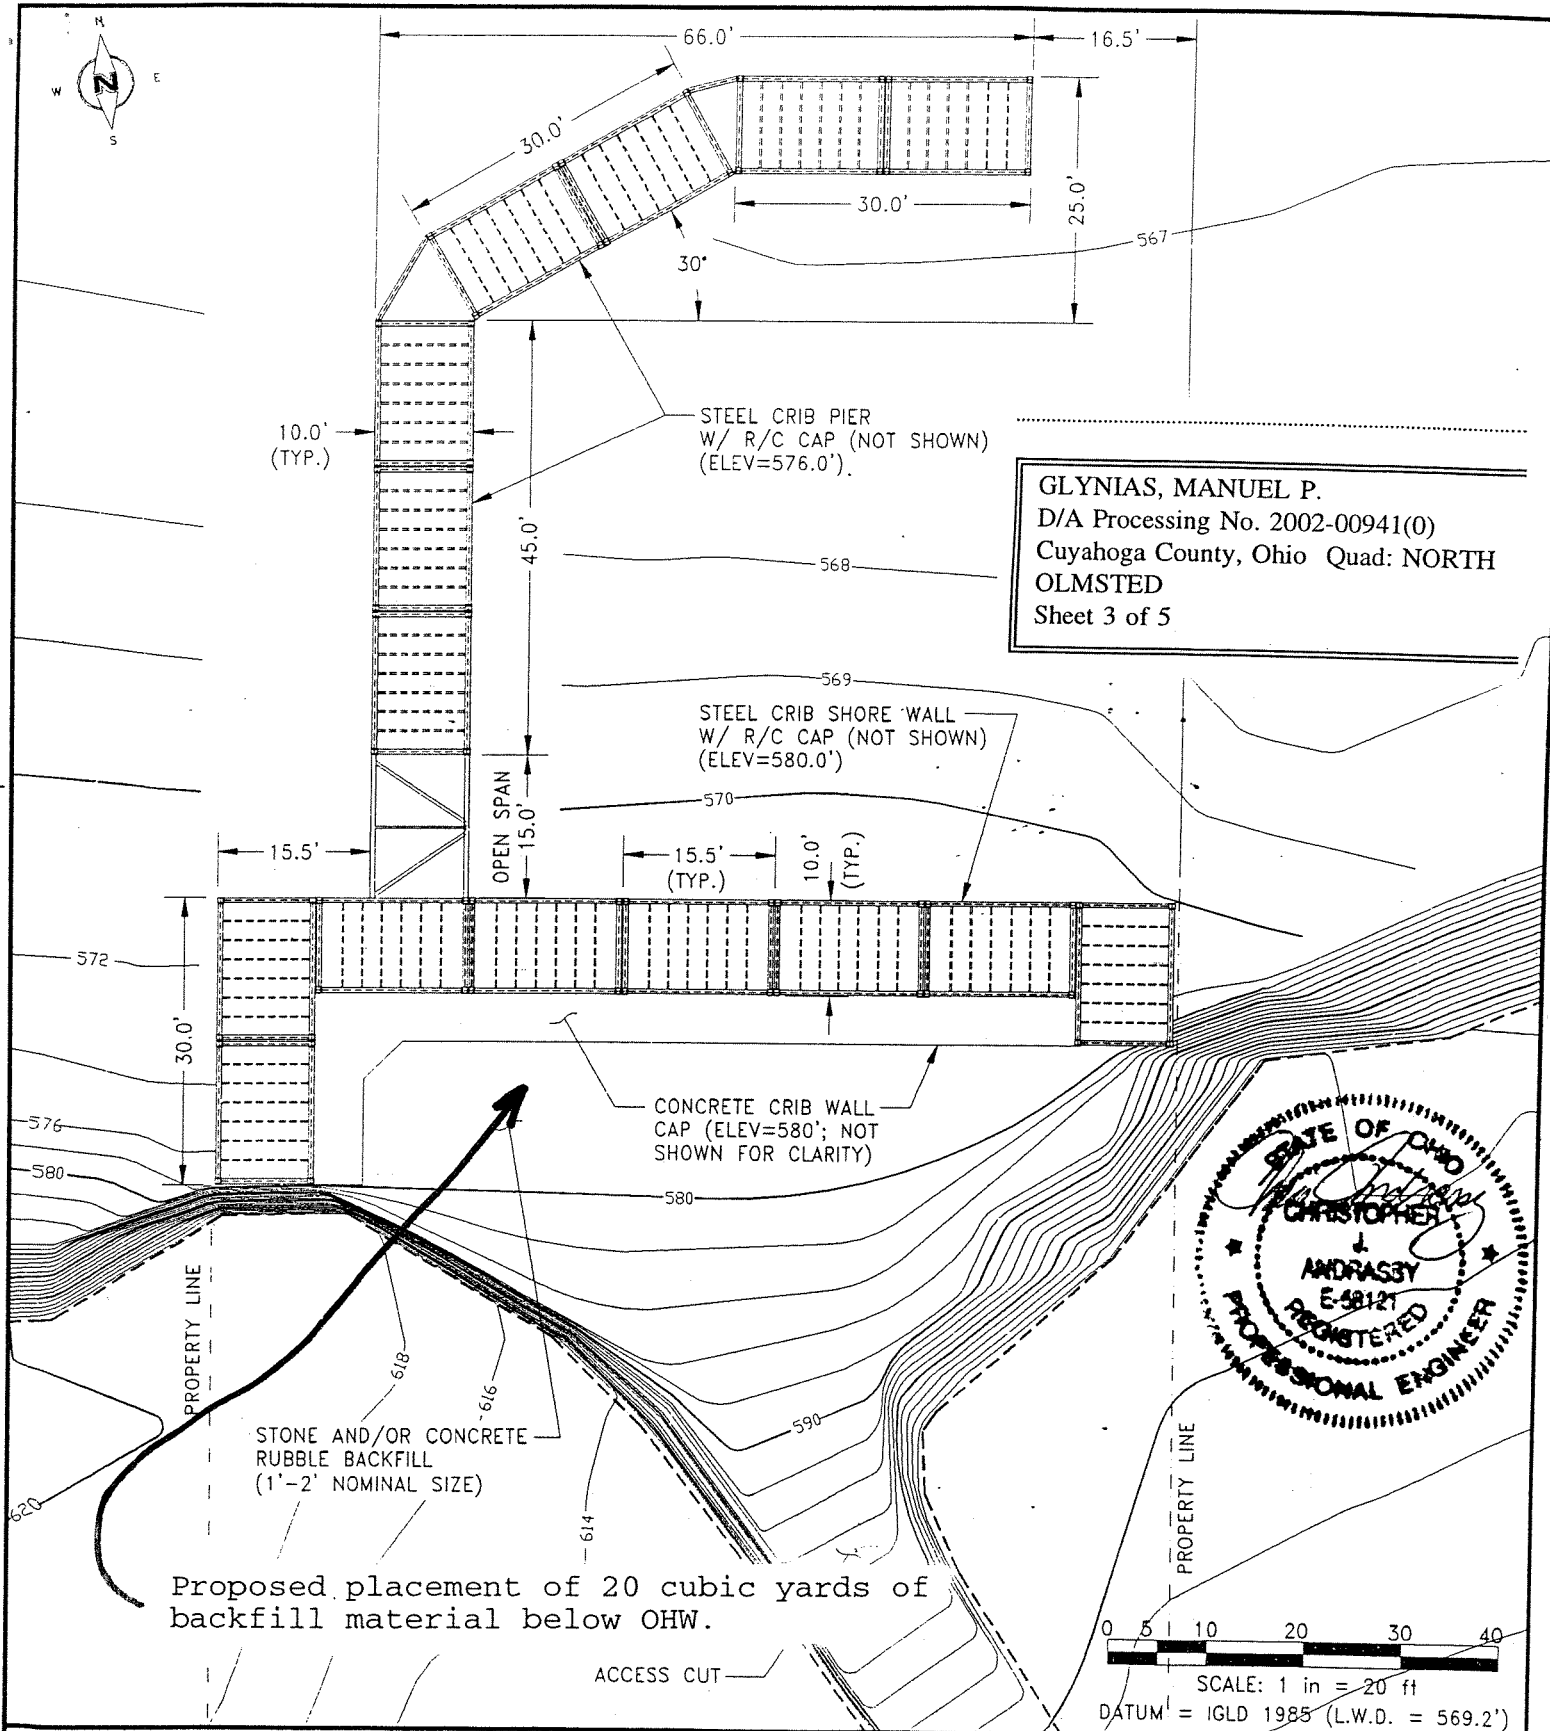 N
N
W
E
S
66.0'
16.5'
30.0'
30.0'
25.0'
30°
567
10.0'
(TYP.)
STEEL CRIB PIER
W/ R/C CAP (NOT SHOWN)
(ELEV=576.0').
45.0'
GLYNIAS, MANUEL P.
D/A Processing No. 2002-00941(0)
Cuyahoga County, Ohio Quad: NORTH
OLMSTED
Sheet 3 of 5
568
569
STEEL CRIB SHORE WALL
W/ R/C CAP (NOT SHOWN)
(ELEV=580.0')
570
OPEN SPAN
15.0'
15.5'
15.5'
(TYP.)
10.0'
(TYP.)
572
30.0'
576
580
CONCRETE CRIB WALL
CAP (ELEV=580'; NOT
SHOWN FOR CLARITY)
580
STATE OF OHIO
CHRISTOPHER
J.
ANDRASBY
E-58121
REGISTERED
PROFESSIONAL ENGINEER
PROPERTY LINE
618
616
590
STONE AND/OR CONCRETE
RUBBLE BACKFILL
(1'-2' NOMINAL SIZE)
620
614
PROPERTY LINE
Proposed placement of 20 cubic yards of
backfill material below OHW.
ACCESS CUT
0 5 10 20 30 40
SCALE: 1 in = 20 ft
DATUM = IGLD 1985 (L.W.D. = 569.2')